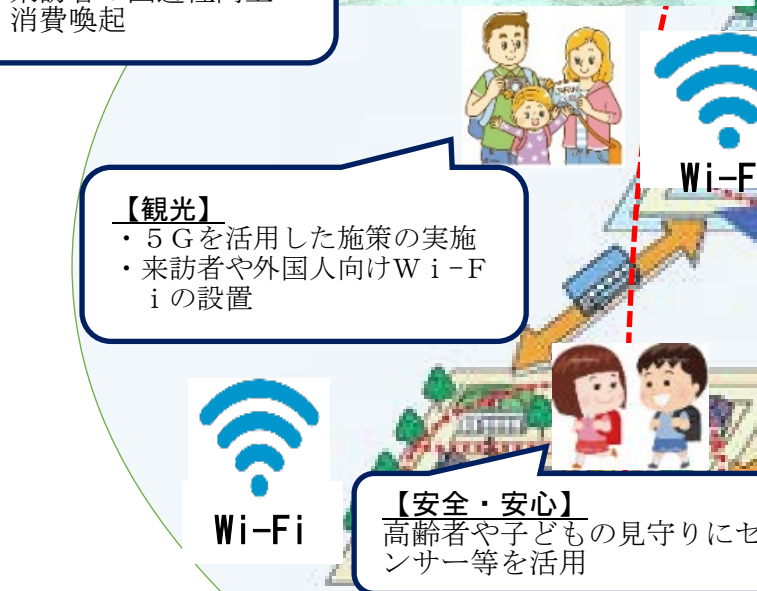 消費喚起
Wi-F
【観光】
・５Ｇを活用した施策の実施
・来訪者や外国人向けＷｉ-Ｆ
ｉの設置
Wi-Fi
【安全・安心】
高齢者や子どもの見守りにセ
ンサー等を活用